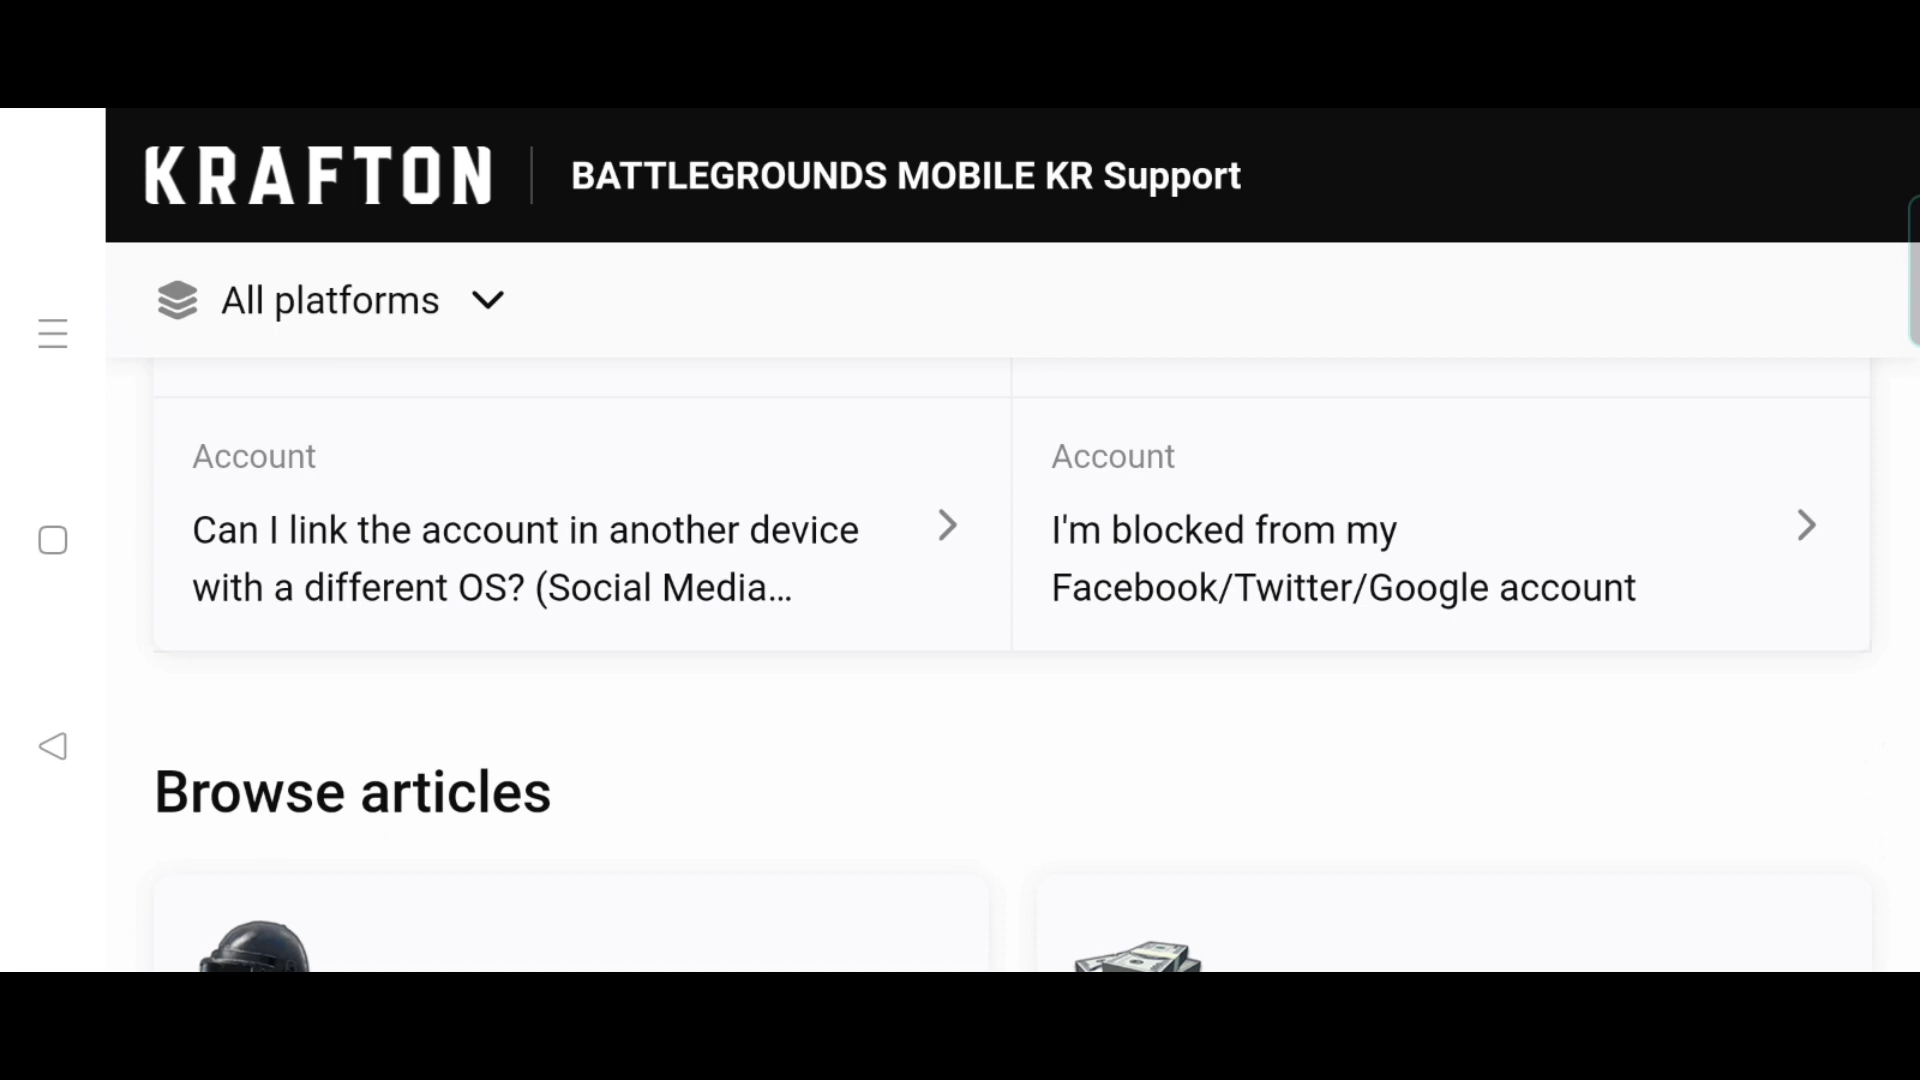 KRAFTON
BATTLEGROUNDS MOBILE KR Support
All platforms
Account
Can I link the account in another device
with a different OS? (Social Media...
Account
I'm blocked from my
Facebook/Twitter/Google account
Browse articles